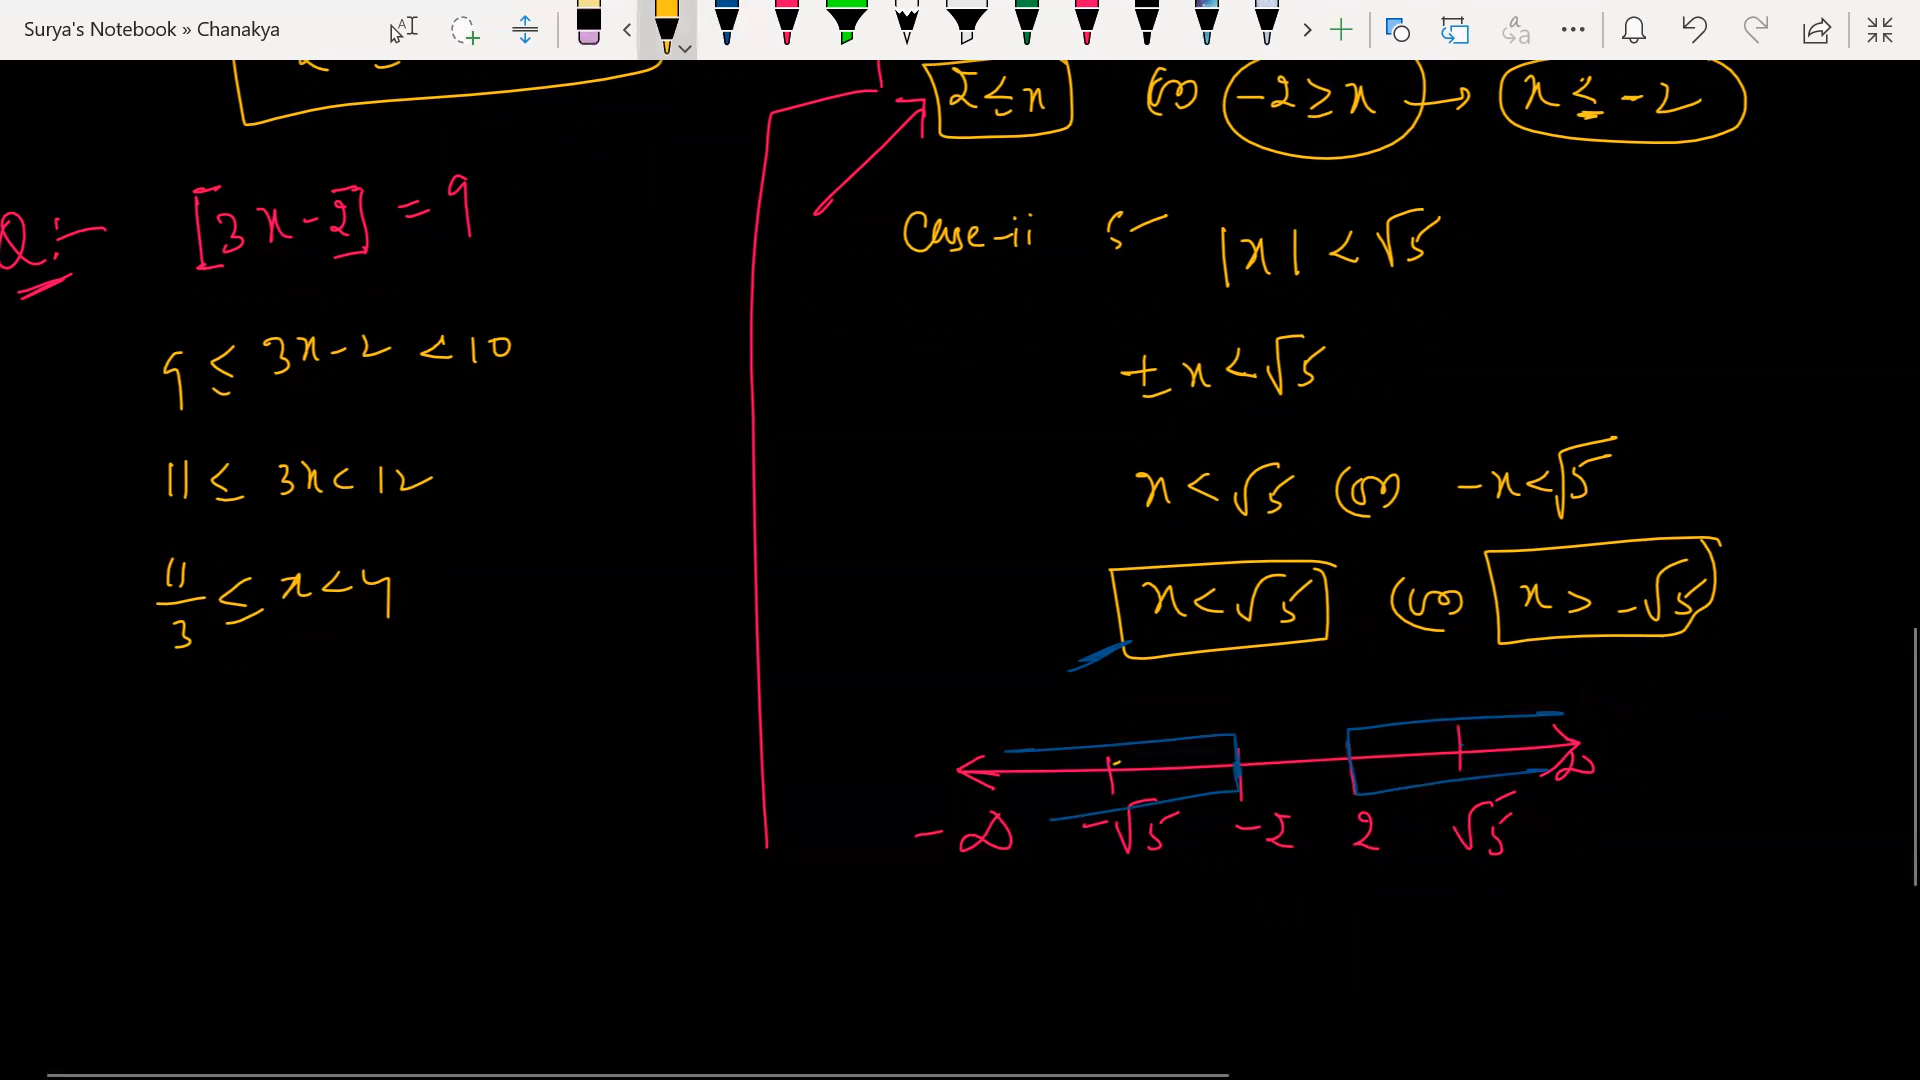 Surya's Notebook » Chanakya
Q:- [3x-2] = 9
9 ≤ 3x-2 < 10
11 ≤ 3x < 12
11/3 ≤ x < 4
2 ≤ x (or) -2 ≥ x → x ≤ -2
Case-ii :- |x| < √5
± x < √5
x < √5 (or) -x < √5
x < √5 (or) x > -√5
-∞ -√5 -2 2 √5 ∞